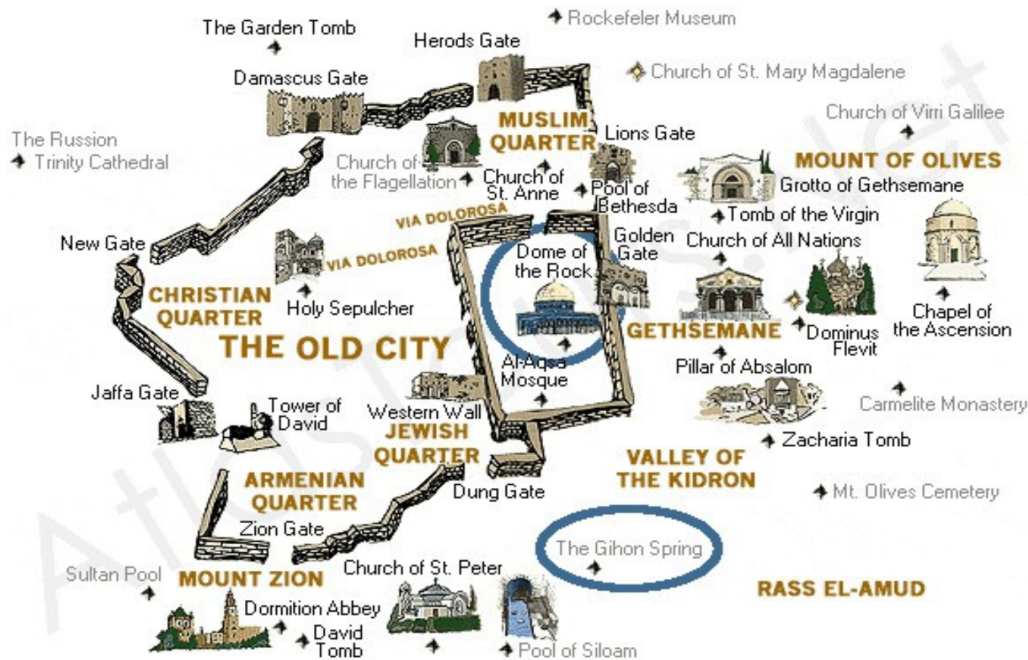 Rockefeler Museum
The Garden Tomb
Herods Gate
Damascus Gate
Church of St. Mary Magdalene
Church of Virri Galilee
The Russion
Trinity Cathedral
MUSLIM
QUARTER
Lions Gate
MOUNT OF OLIVES
Church of
the Flagellation
Church of
St. Anne
Pool of
Bethesda
Grotto of Gethsemane
Tomb of the Virgin
VIA DOLOROSA
New Gate
VIA DOLOROSA
Golden
Gate
Church of All Nations
Dome of
the Rock
CHRISTIAN
QUARTER
Holy Sepulcher
THE OLD CITY
GETHSEMANE
Dominus
Flevit
Chapel of
the Ascension
Al-Aqsa
Mosque
Pillar of Absalom
Jaffa Gate
Tower of
David
Western Wall
JEWISH
QUARTER
Carmelite Monastery
Zacharia Tomb
VALLEY OF
THE KIDRON
ARMENIAN
QUARTER
Dung Gate
Mt. Olives Cemetery
Zion Gate
The Gihon Spring
Sultan Pool
MOUNT ZION
Church of St. Peter
RASS EL-AMUD
Dormition Abbey
David
Tomb
Pool of Siloam